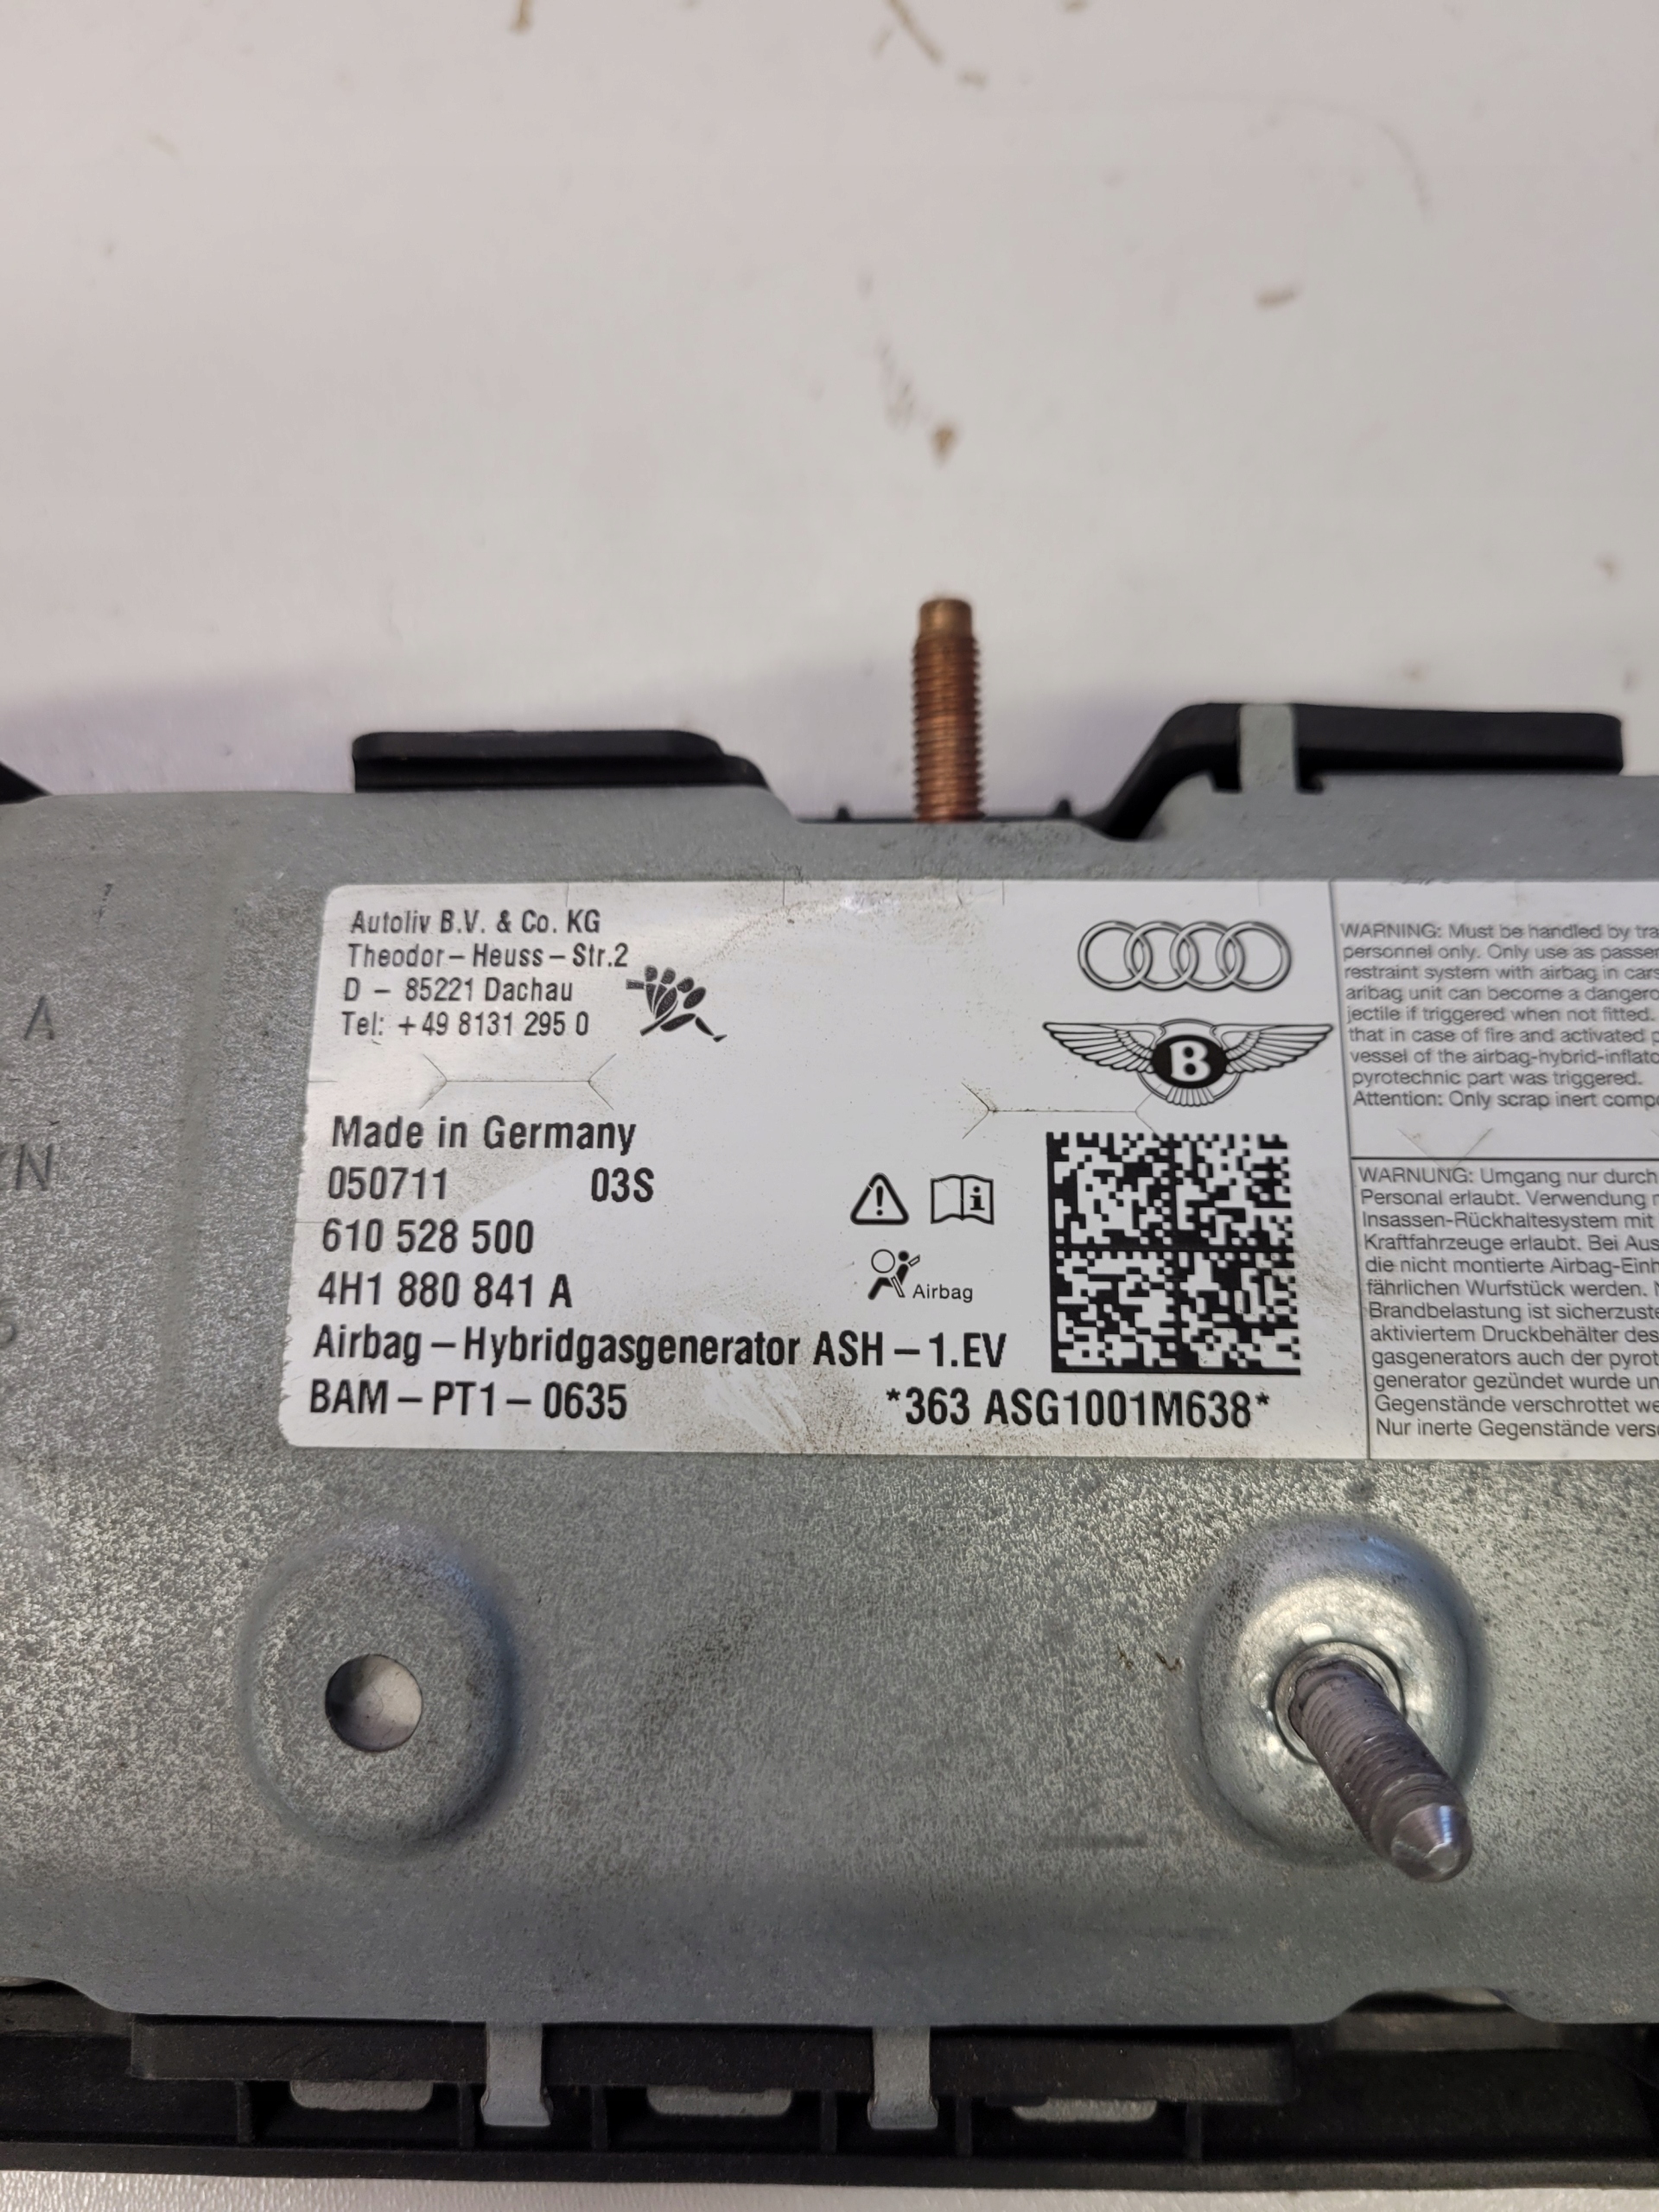 Autoliv B.V. & Co. KG
Theodor-Heuss-Str.2
D - 85221 Dachau
Tel: +49 8131 295 0
Made in Germany
050711 03S
610 528 500
4H1 880 841 A
Airbag-Hybridgasgenerator ASH-1.EV
BAM-PT1-0635 *363 ASG1001M638*
B
Airbag
WARNING: Must be handled by
personnel only. Only use as
restraint system with airbag in cars
aribag unit can become a
jectile if triggered when not fitted.
that in case of fire and activated
vessel of the
pyrotechnic part was triggered.
Attention: Only scrap inert
WARNUNG: Umgang nur durch
Personal erlaubt. Verwendung
Insassen-Rückhaltesystem mit
Kraftfahrzeuge erlaubt. Bei
die nicht montierte
fährlichen Wurfstück werden.
Brandbelastung ist
aktiviertem Druckbehälter des
gasgenerators auch der
generator gezündet wurde
Gegenstände verschrottet
Nur inerte Gegenstände
A
N